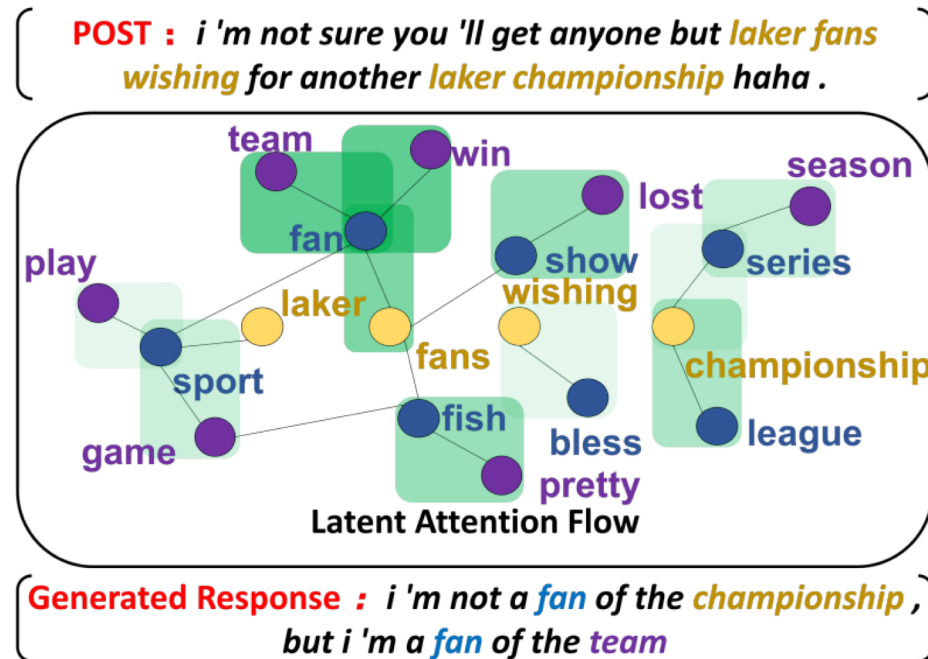 POST : i 'm not sure you 'll get anyone but laker fans
wishing for another laker championship haha .
team
win
season
lost
fan
play
show
series
laker
wishing
fans
championship
sport
fish
game
bless
league
pretty
Latent Attention Flow
Generated Response : i 'm not a fan of the championship ,
but i 'm a fan of the team